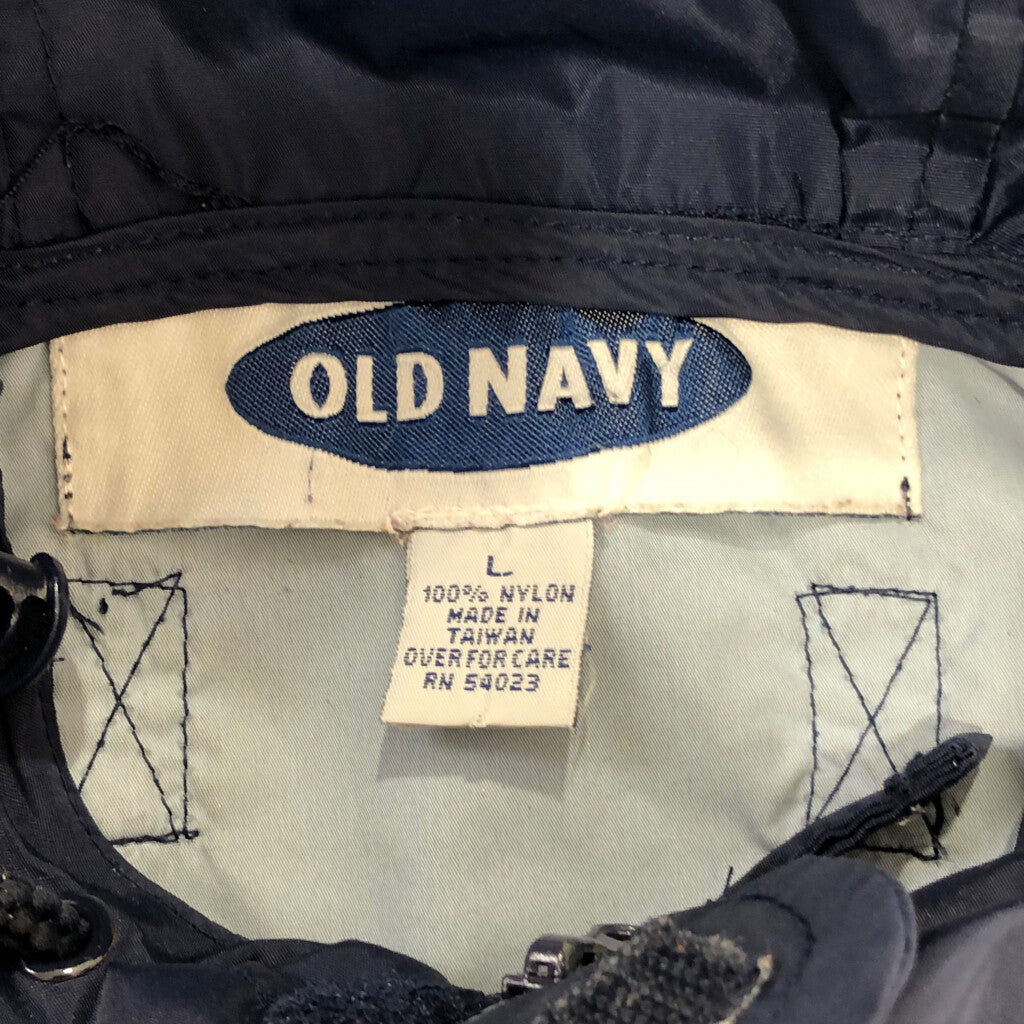 OLD NAVY
L
100% NYLON
MADE IN
TAIWAN
OVER FOR CARE
RN 54023